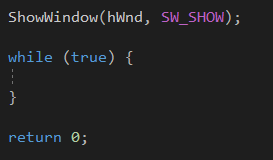 ShowWindow(hWnd, SW_SHOW);
while (true) {
}
return 0;